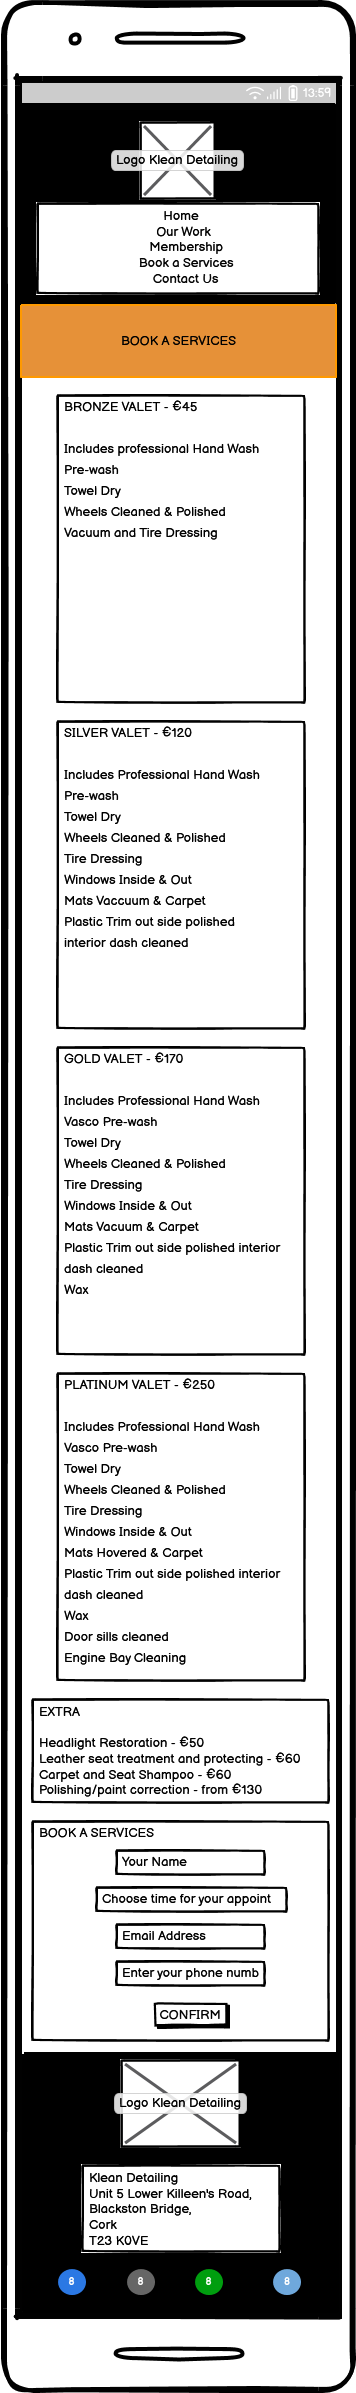 13:59
Logo Klean Detailing
Home
Our Work
Membership
Book a Services
Contact Us
BOOK A SERVICES
BRONZE VALET - €45
Includes professional Hand Wash
Pre-wash
Towel Dry
Wheels Cleaned & Polished
Vacuum and Tire Dressing
SILVER VALET - €120
Includes Professional Hand Wash
Pre-wash
Towel Dry
Wheels Cleaned & Polished
Tire Dressing
Windows Inside & Out
Mats Vaccuum & Carpet
Plastic Trim out side polished
interior dash cleaned
GOLD VALET - €170
Includes Professional Hand Wash
Vasco Pre-wash
Towel Dry
Wheels Cleaned & Polished
Tire Dressing
Windows Inside & Out
Mats Vacuum & Carpet
Plastic Trim out side polished interior
dash cleaned
Wax
PLATINUM VALET - €250
Includes Professional Hand Wash
Vasco Pre-wash
Towel Dry
Wheels Cleaned & Polished
Tire Dressing
Windows Inside & Out
Mats Hovered & Carpet
Plastic Trim out side polished interior
dash cleaned
Wax
Door sills cleaned
Engine Bay Cleaning
EXTRA
Headlight Restoration - €50
Leather seat treatment and protecting - €60
Carpet and Seat Shampoo - €60
Polishing/paint correction - from €130
BOOK A SERVICES
Your Name
Choose time for your appoint
Email Address
Enter your phone numb
CONFIRM
Logo Klean Detailing
Klean Detailing
Unit 5 Lower Killeen's Road,
Blackston Bridge,
Cork
T23 K0VE
8 8 8 8